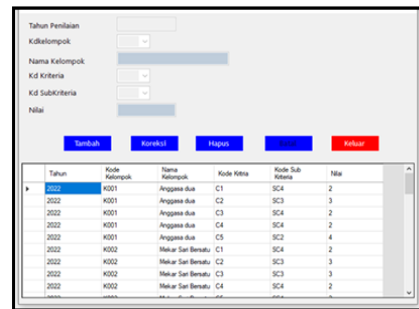 Tahun Penilaian
Kdkelompok
Nama Kelompok
Kd Kriteria
Kd SubKriteria
Nilai
Tambah KoreksI Hapus Keluar
Tahun Kode Kelompok Nama Kelompok Kode Kritria Kode Sub Kriteria Nilai
2022 K001 Anggasa dua C1 SC4 2
2022 K001 Anggasa dua C2 SC3 3
2022 K001 Anggasa dua C3 SC4 2
2022 K001 Anggasa dua C4 SC4 2
2022 K001 Anggasa dua C5 SC2 4
2022 K002 Mekar Sari Bersatu C1 SC4 2
2022 K002 Mekar Sari Bersatu C2 SC3 3
2022 K002 Mekar Sari Bersatu C3 SC3 3
2022 K002 Mekar Sari Bersatu C4 SC4 2